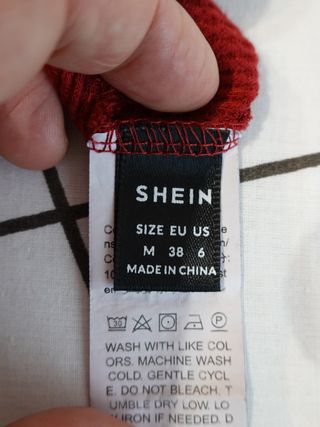 SHEIN
SIZE EU US
M 38 6
MADE IN CHINA
30
P
WASH WITH LIKE COL
ORS. MACHINE WASH
COLD. GENTLE CYCL
E. DO NOT BLEACH. T
UMBLE DRY LOW. LO
W IRON IF NEEDED. D